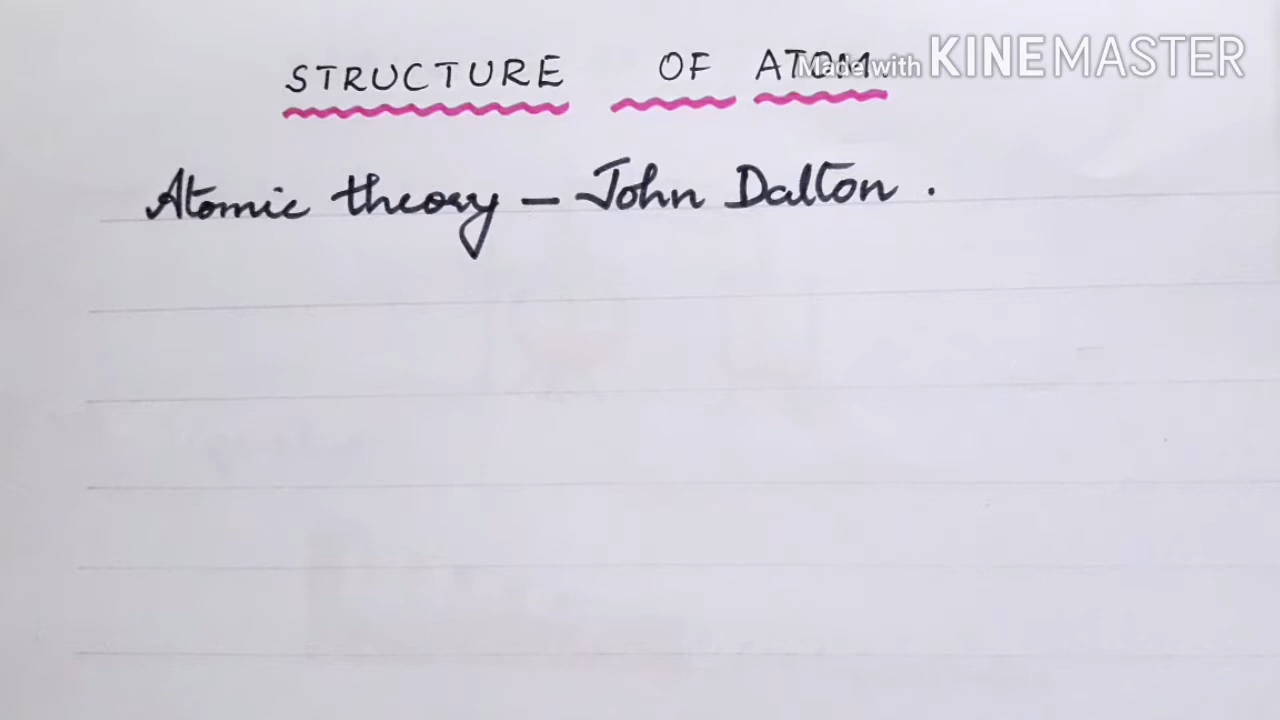 STRUCTURE OF ATOM.
Made with KINEMASTER
Atomic theory – John Dalton .